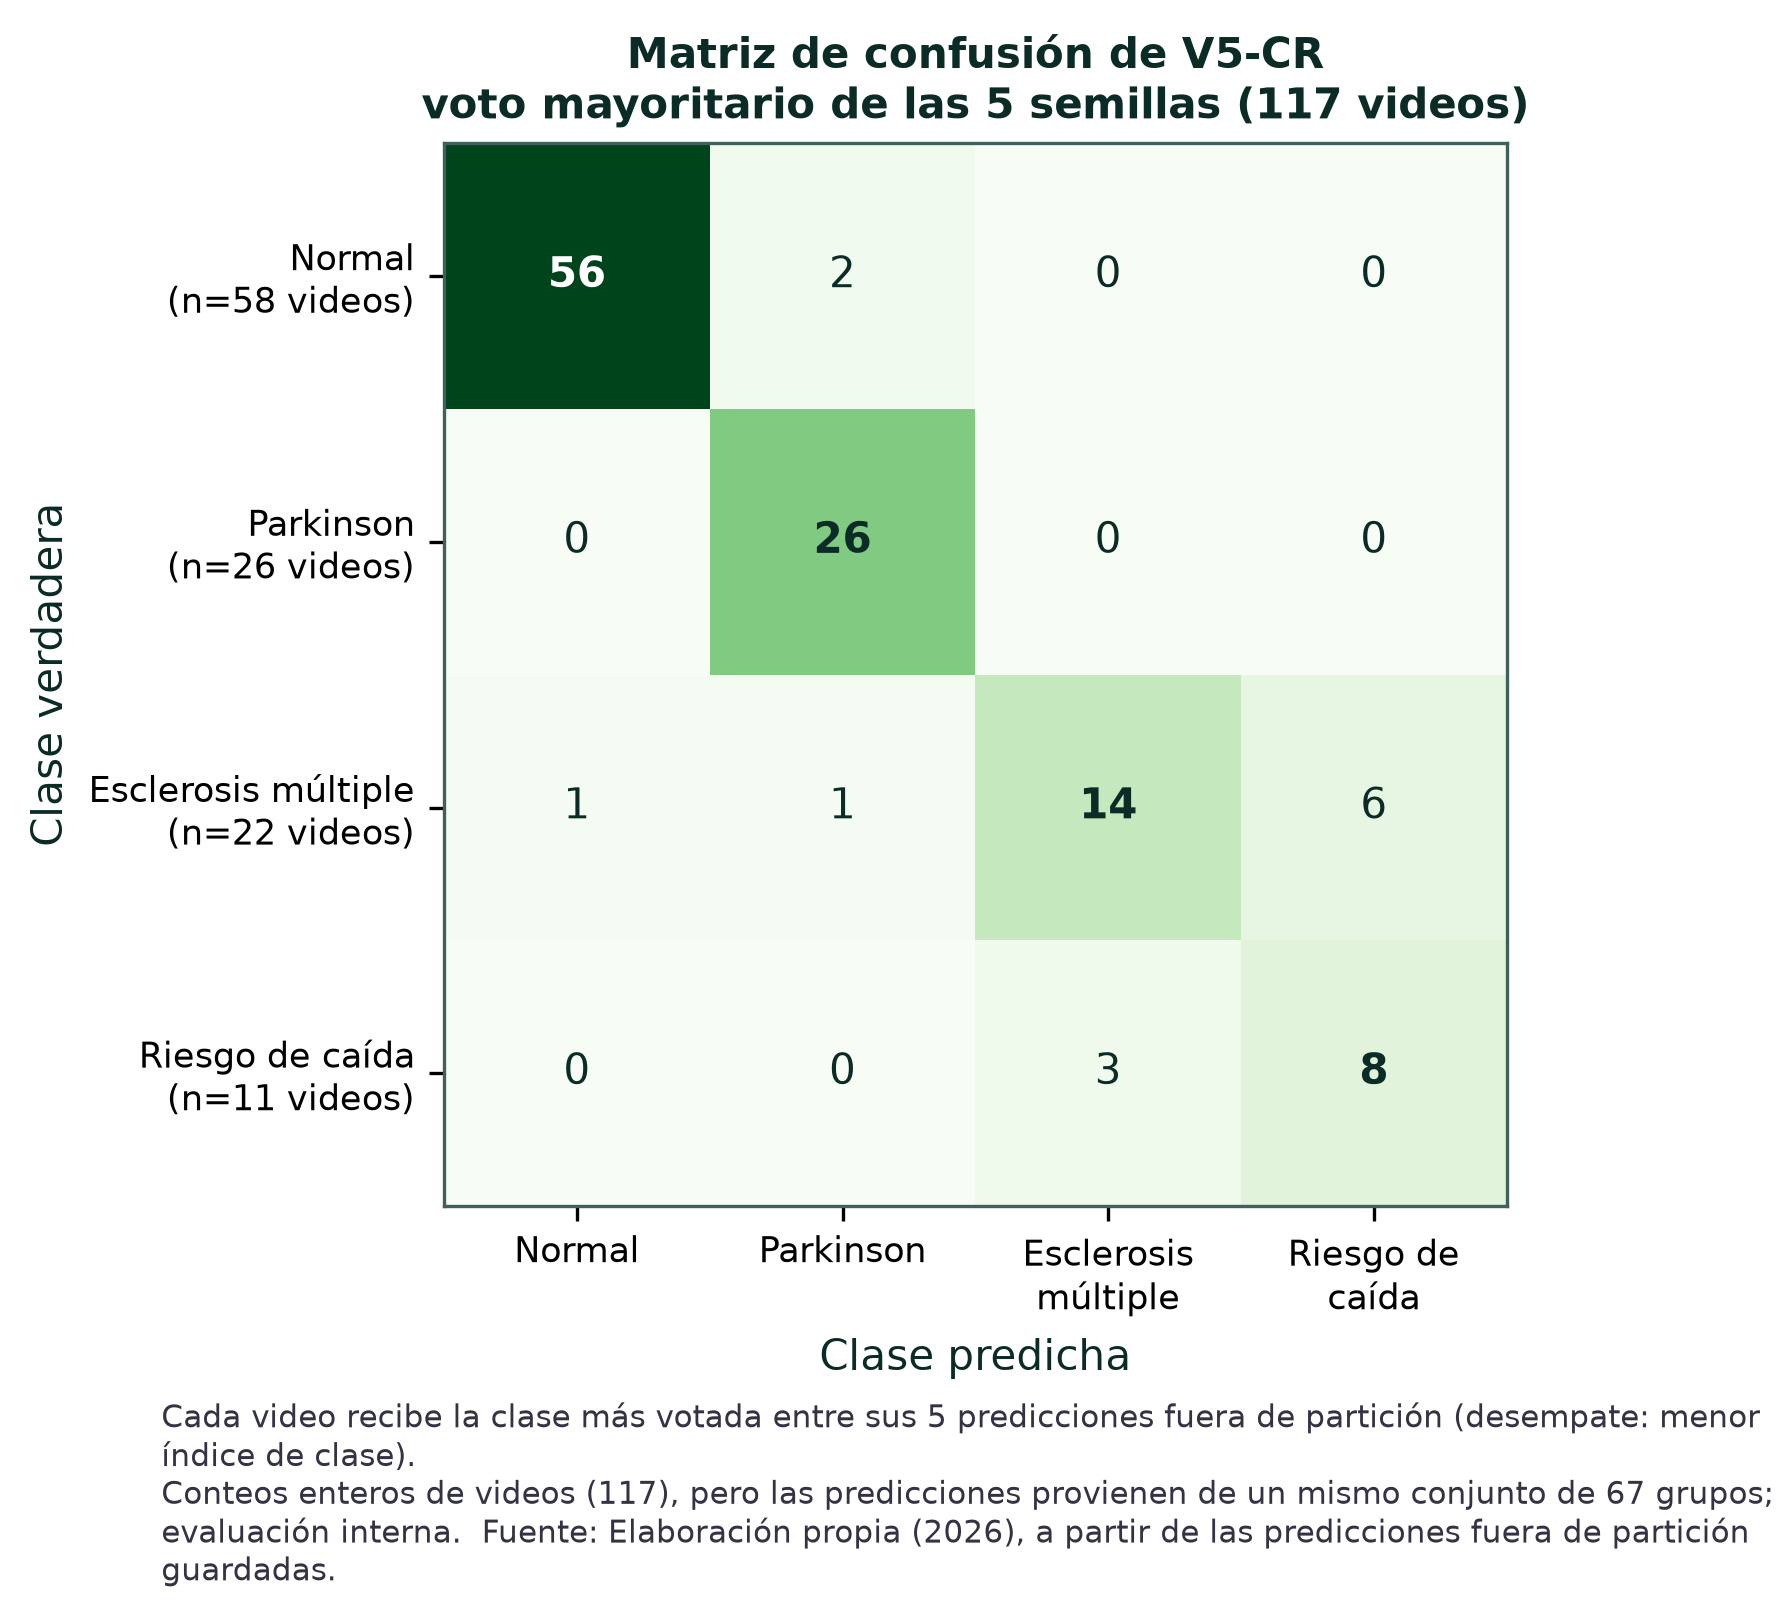 Matriz de confusión de V5-CR
voto mayoritario de las 5 semillas (117 videos)
Clase verdadera
Normal
(n=58 videos)
56 2 0 0
Parkinson
(n=26 videos)
0 26 0 0
Esclerosis múltiple
(n=22 videos)
1 1 14 6
Riesgo de caída
(n=11 videos)
0 0 3 8
Normal
Parkinson
Esclerosis
múltiple
Riesgo de
caída
Clase predicha
Cada video recibe la clase más votada entre sus 5 predicciones fuera de partición (desempate: menor
índice de clase).
Conteos enteros de videos (117), pero las predicciones provienen de un mismo conjunto de 67 grupos;
evaluación interna.  Fuente: Elaboración propia (2026), a partir de las predicciones fuera de partición
guardadas.